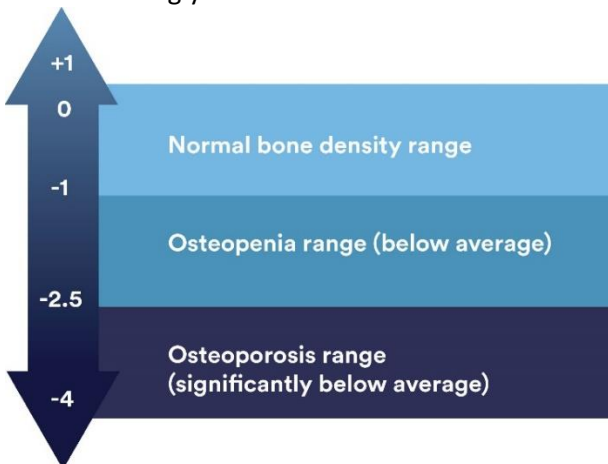 +1
0
Normal bone density range
-1
Osteopenia range (below average)
-2.5
Osteoporosis range
(significantly below average)
-4